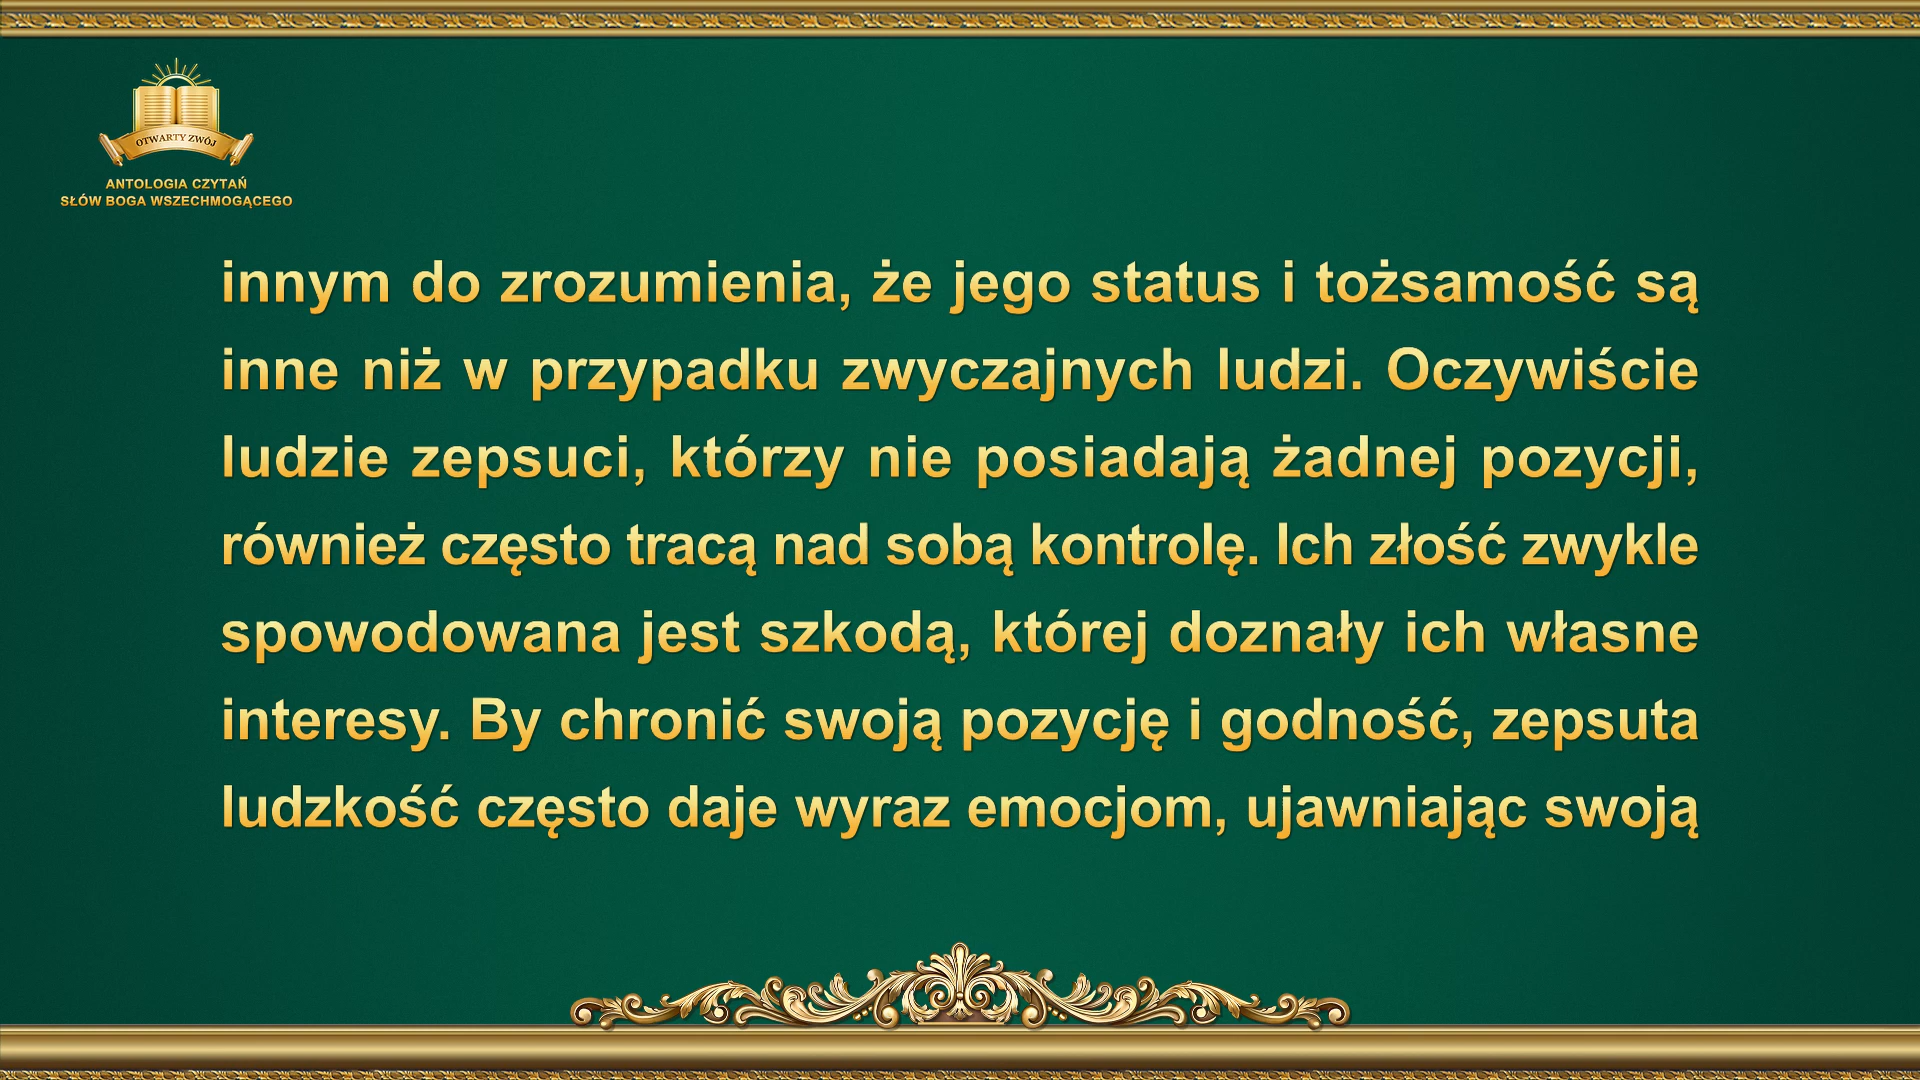 OTWARTY ZWÓJ
ANTOLOGIA CZYTAŃ
SŁÓW BOGA WSZECHMOGĄCEGO
innym do zrozumienia, że jego status i tożsamość są
inne niż w przypadku zwyczajnych ludzi. Oczywiście
ludzie zepsuci, którzy nie posiadają żadnej pozycji,
również często tracą nad sobą kontrolę. Ich złość zwykle
spowodowana jest szkodą, której doznały ich własne
interesy. By chronić swoją pozycję i godność, zepsuta
ludzkość często daje wyraz emocjom, ujawniając swoją